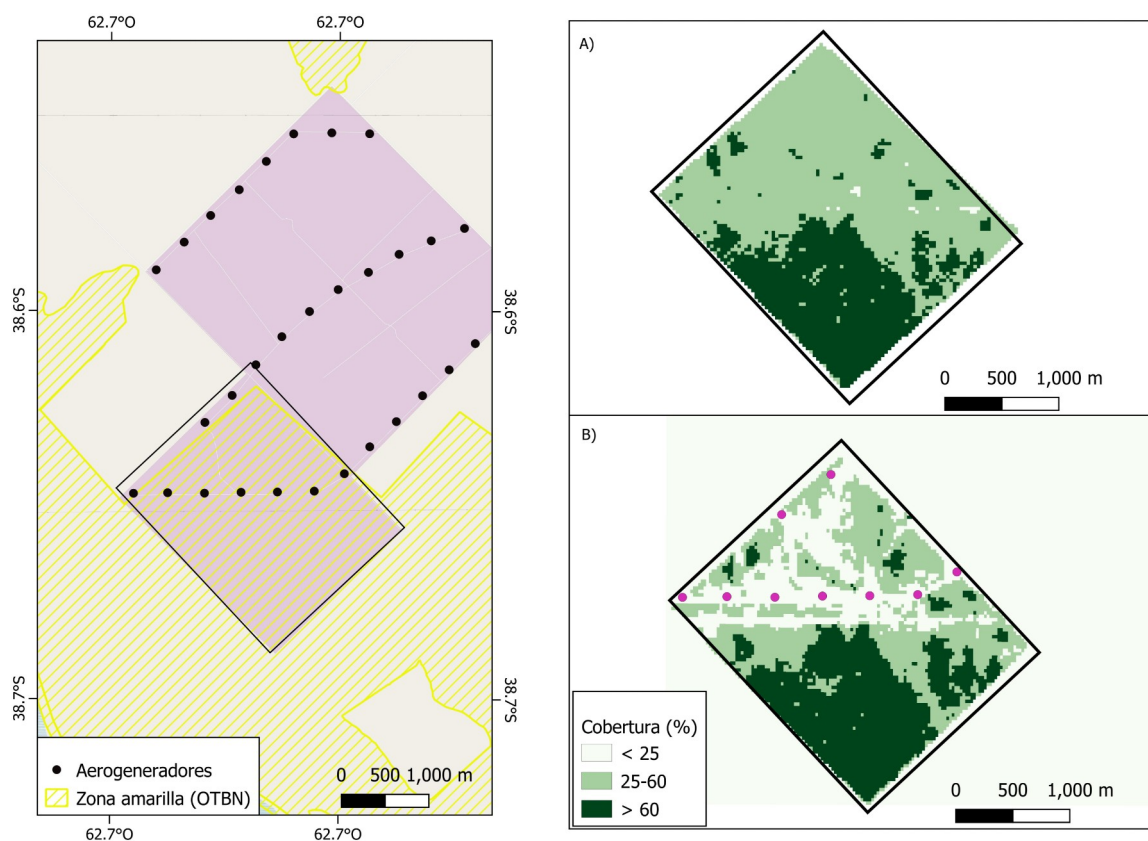 62.7°O 62.7°O
38.6°S 38.6°S
38.7°S 38.7°S
Aerogeneradores
Zona amarilla (OTBN)
0 500 1,000 m
62.7°O 62.7°O
A)
0 500 1,000 m
B)
Cobertura (%)
< 25
25-60
> 60
0 500 1,000 m